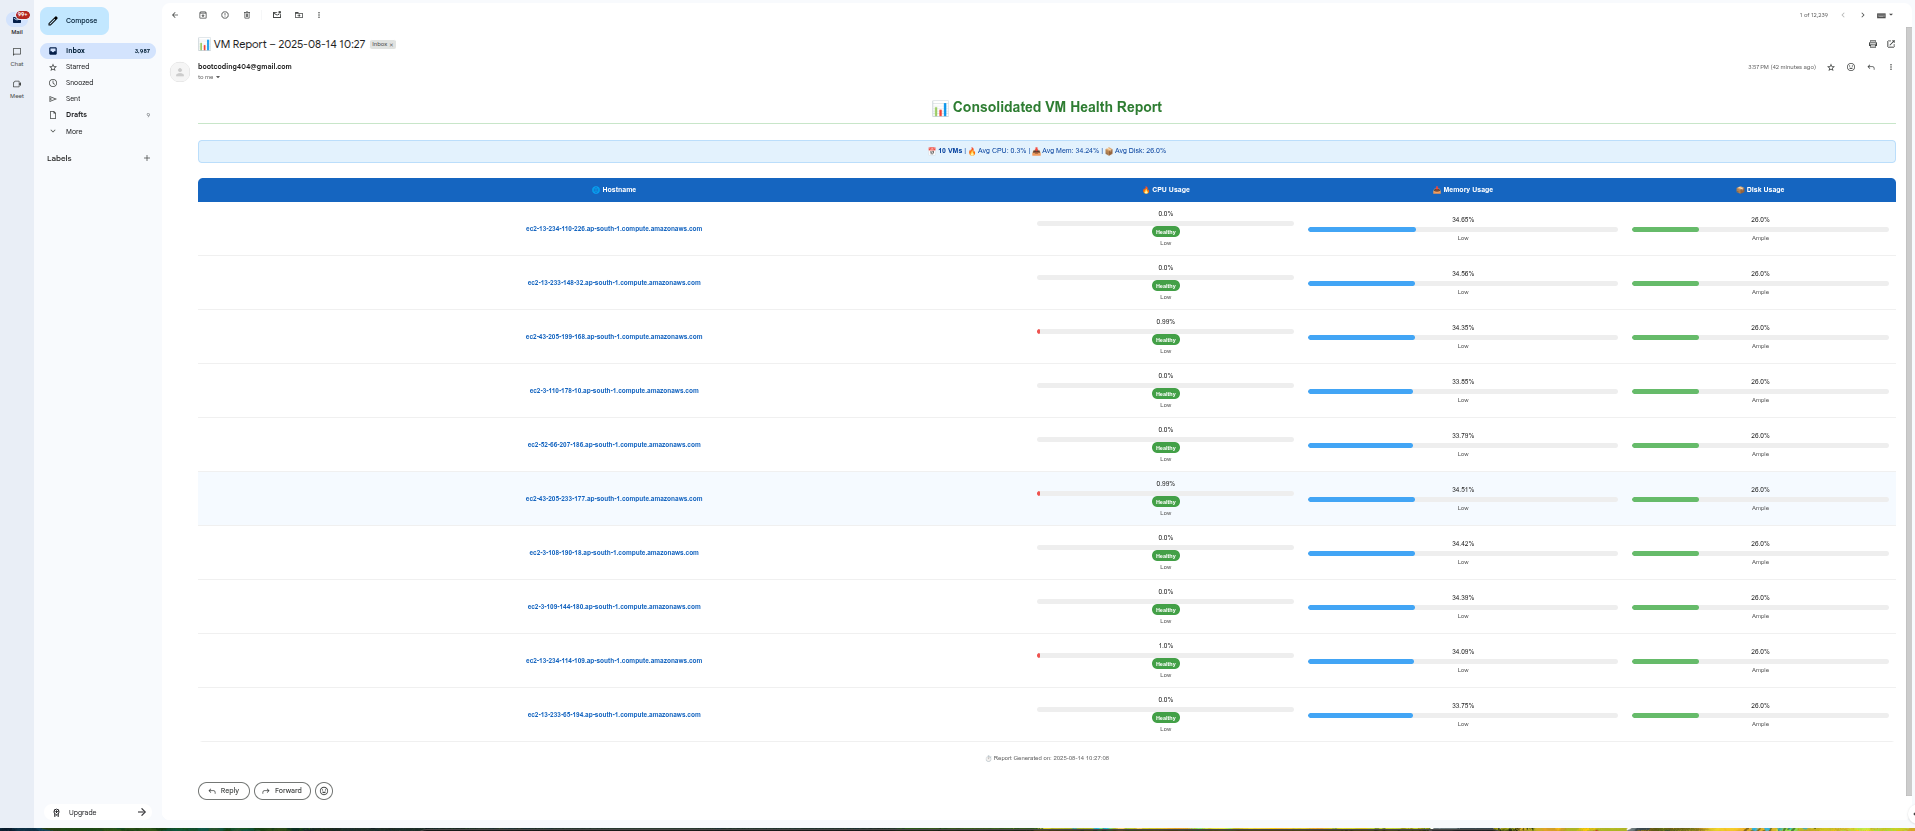 99+
Mail
Chat
Meet
Compose
Inbox 3,987
Starred
Snoozed
Sent
Drafts 9
More
Labels
Upgrade
1 of 12,239
VM Report – 2025-08-14 10:27 Inbox ×
bootcoding404@gmail.com
to me
3:57 PM (42 minutes ago)
Consolidated VM Health Report
10 VMs | Avg CPU: 0.3% | Avg Mem: 34.24% | Avg Disk: 26.0%
Hostname CPU Usage Memory Usage Disk Usage
ec2-13-234-110-226.ap-south-1.compute.amazonaws.com 0.0% Healthy Low 34.65% Low 26.0% Ample
ec2-13-233-148-32.ap-south-1.compute.amazonaws.com 0.0% Healthy Low 34.56% Low 26.0% Ample
ec2-43-205-199-168.ap-south-1.compute.amazonaws.com 0.99% Healthy Low 34.35% Low 26.0% Ample
ec2-3-110-178-10.ap-south-1.compute.amazonaws.com 0.0% Healthy Low 33.85% Low 26.0% Ample
ec2-52-66-207-186.ap-south-1.compute.amazonaws.com 0.0% Healthy Low 33.79% Low 26.0% Ample
ec2-43-205-233-177.ap-south-1.compute.amazonaws.com 0.99% Healthy Low 34.51% Low 26.0% Ample
ec2-3-108-190-18.ap-south-1.compute.amazonaws.com 0.0% Healthy Low 34.42% Low 26.0% Ample
ec2-3-109-144-180.ap-south-1.compute.amazonaws.com 0.0% Healthy Low 34.39% Low 26.0% Ample
ec2-13-234-114-109.ap-south-1.compute.amazonaws.com 1.0% Healthy Low 34.09% Low 26.0% Ample
ec2-13-233-65-194.ap-south-1.compute.amazonaws.com 0.0% Healthy Low 33.75% Low 26.0% Ample
Report Generated on: 2025-08-14 10:27:08
Reply
Forward